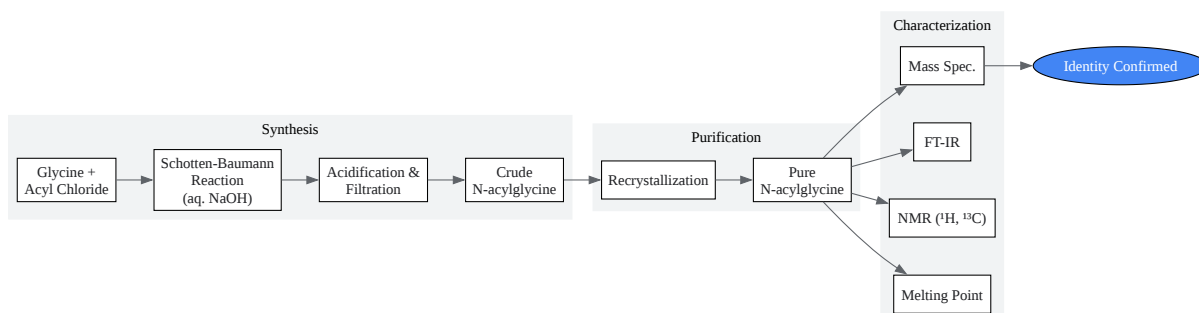 Synthesis
Glycine +
Acyl Chloride
Schotten-Baumann
Reaction
(aq. NaOH)
Acidification &
Filtration
Crude
N-acylglycine
Purification
Recrystallization
Pure
N-acylglycine
Characterization
Mass Spec.
FT-IR
NMR (¹H, ¹³C)
Melting Point
Identity Confirmed